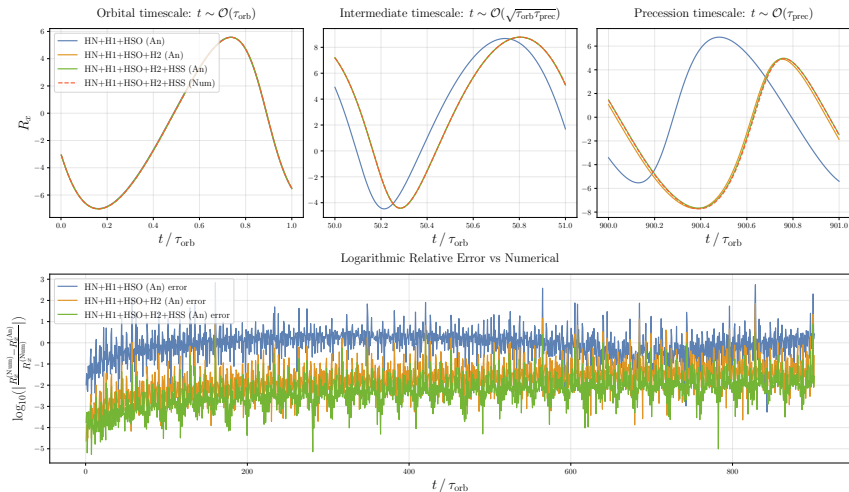 Orbital timescale: t ∼ O(τ_orb)
HN+H1+HSO (An)
HN+H1+HSO+H2 (An)
HN+H1+HSO+H2+HSS (An)
HN+H1+HSO+H2+HSS (Num)
R_x
6
4
2
0
−2
−4
−6
0.0 0.2 0.4 0.6 0.8 1.0
t / τ_orb
Intermediate timescale: t ∼ O(√τ_orb τ_prec)
8
6
4
2
0
−2
−4
50.0 50.2 50.4 50.6 50.8 51.0
t / τ_orb
Precession timescale: t ∼ O(τ_prec)
6
4
2
0
−2
−4
−6
−8
900.0 900.2 900.4 900.6 900.8 901.0
t / τ_orb
Logarithmic Relative Error vs Numerical
HN+H1+HSO (An) error
HN+H1+HSO+H2 (An) error
HN+H1+HSO+H2+HSS (An) error
log₁₀(|(R_x^(Num) − R_x^(An)) / R_x^(Num)|)
3
2
1
0
−1
−2
−3
−4
−5
0 200 400 600 800
t / τ_orb